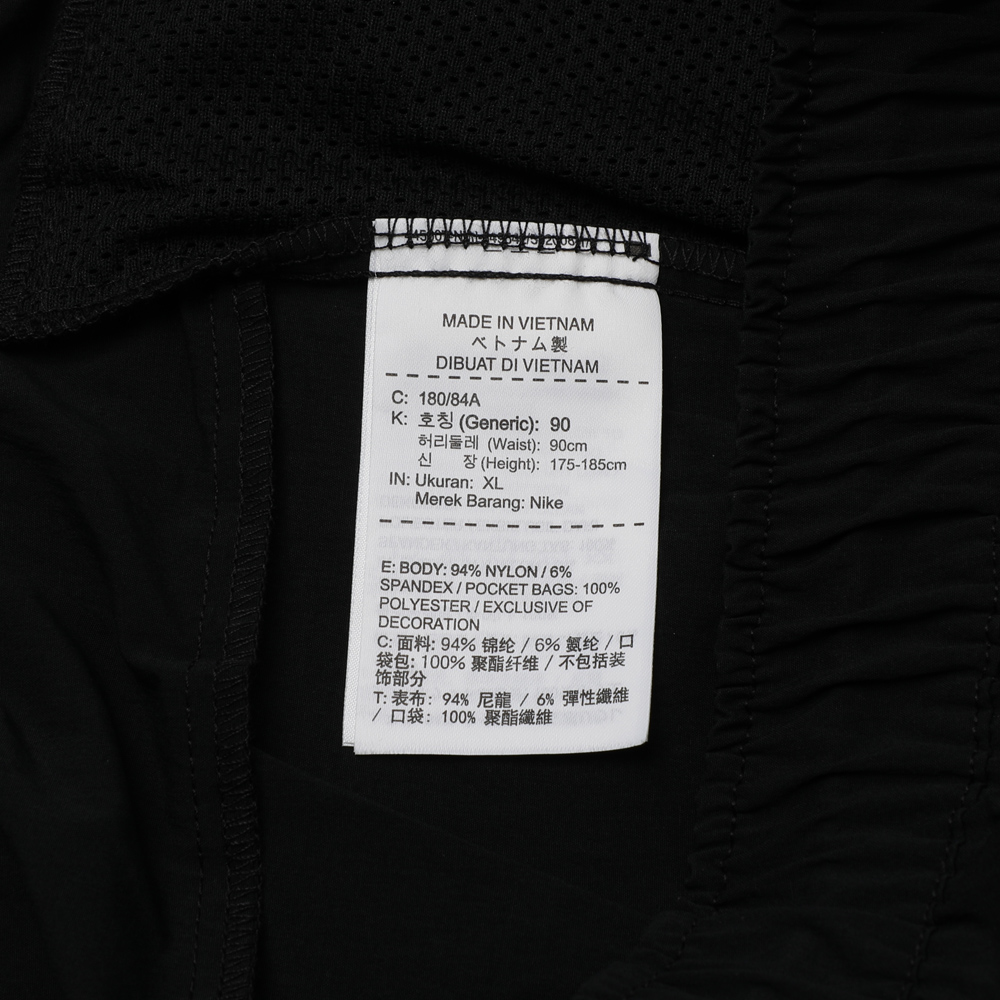 MADE IN VIETNAM
ベトナム製
DIBUAT DI VIETNAM
C: 180/84A
K: 호칭 (Generic): 90
허리둘레 (Waist): 90cm
신 장 (Height): 175-185cm
IN: Ukuran: XL
Merek Barang: Nike
E: BODY: 94% NYLON / 6%
SPANDEX / POCKET BAGS: 100%
POLYESTER / EXCLUSIVE OF
DECORATION
C: 面料: 94% 锦纶 / 6% 氨纶 / 口
袋包: 100% 聚酯纤维 / 不包括装
饰部分
T: 表布: 94% 尼龍 / 6% 彈性纖維
/ 口袋: 100% 聚酯纖維